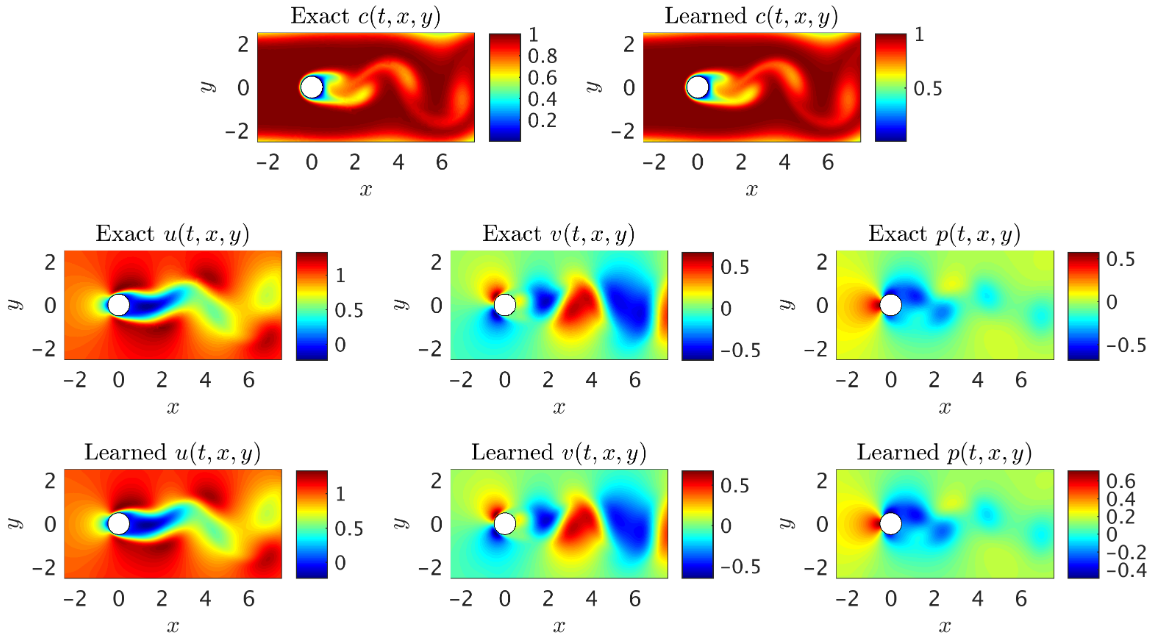 Exact c(t, x, y)
2
0
−2
y
−2 0 2 4 6
x
1
0.8
0.6
0.4
0.2
Learned c(t, x, y)
2
0
−2
y
−2 0 2 4 6
x
1
0.5
Exact u(t, x, y)
2
0
−2
y
−2 0 2 4 6
x
1
0.5
0
Exact v(t, x, y)
2
0
−2
y
−2 0 2 4 6
x
0.5
0
−0.5
Exact p(t, x, y)
2
0
−2
y
−2 0 2 4 6
x
0.5
0
−0.5
Learned u(t, x, y)
2
0
−2
y
−2 0 2 4 6
x
1
0.5
0
Learned v(t, x, y)
2
0
−2
y
−2 0 2 4 6
x
0.5
0
−0.5
Learned p(t, x, y)
2
0
−2
y
−2 0 2 4 6
x
0.6
0.4
0.2
0
−0.2
−0.4